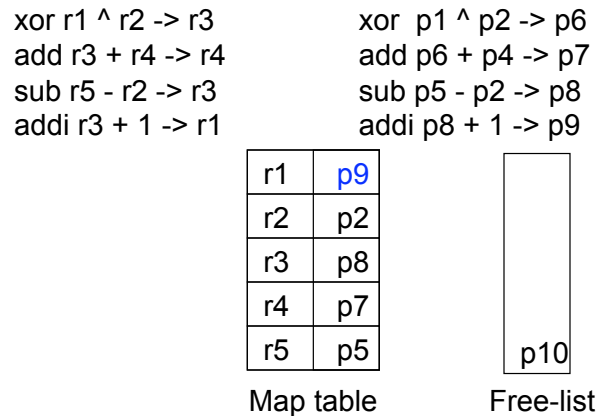 xor r1 ^ r2 -> r3 xor p1 ^ p2 -> p6
add r3 + r4 -> r4 add p6 + p4 -> p7
sub r5 - r2 -> r3 sub p5 - p2 -> p8
addi r3 + 1 -> r1 addi p8 + 1 -> p9
r1 p9
r2 p2
r3 p8
r4 p7
r5 p5 p10
Map table Free-list